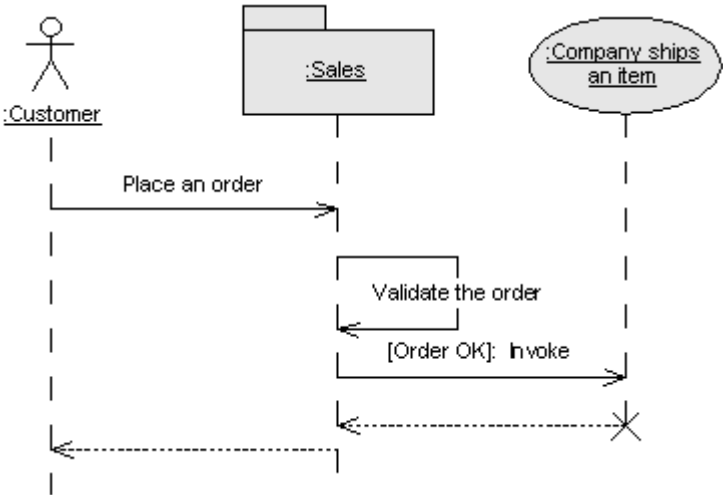 :Sales
:Company ships
an item
:Customer
Place an order
Validate the order
[Order OK]: Invoke